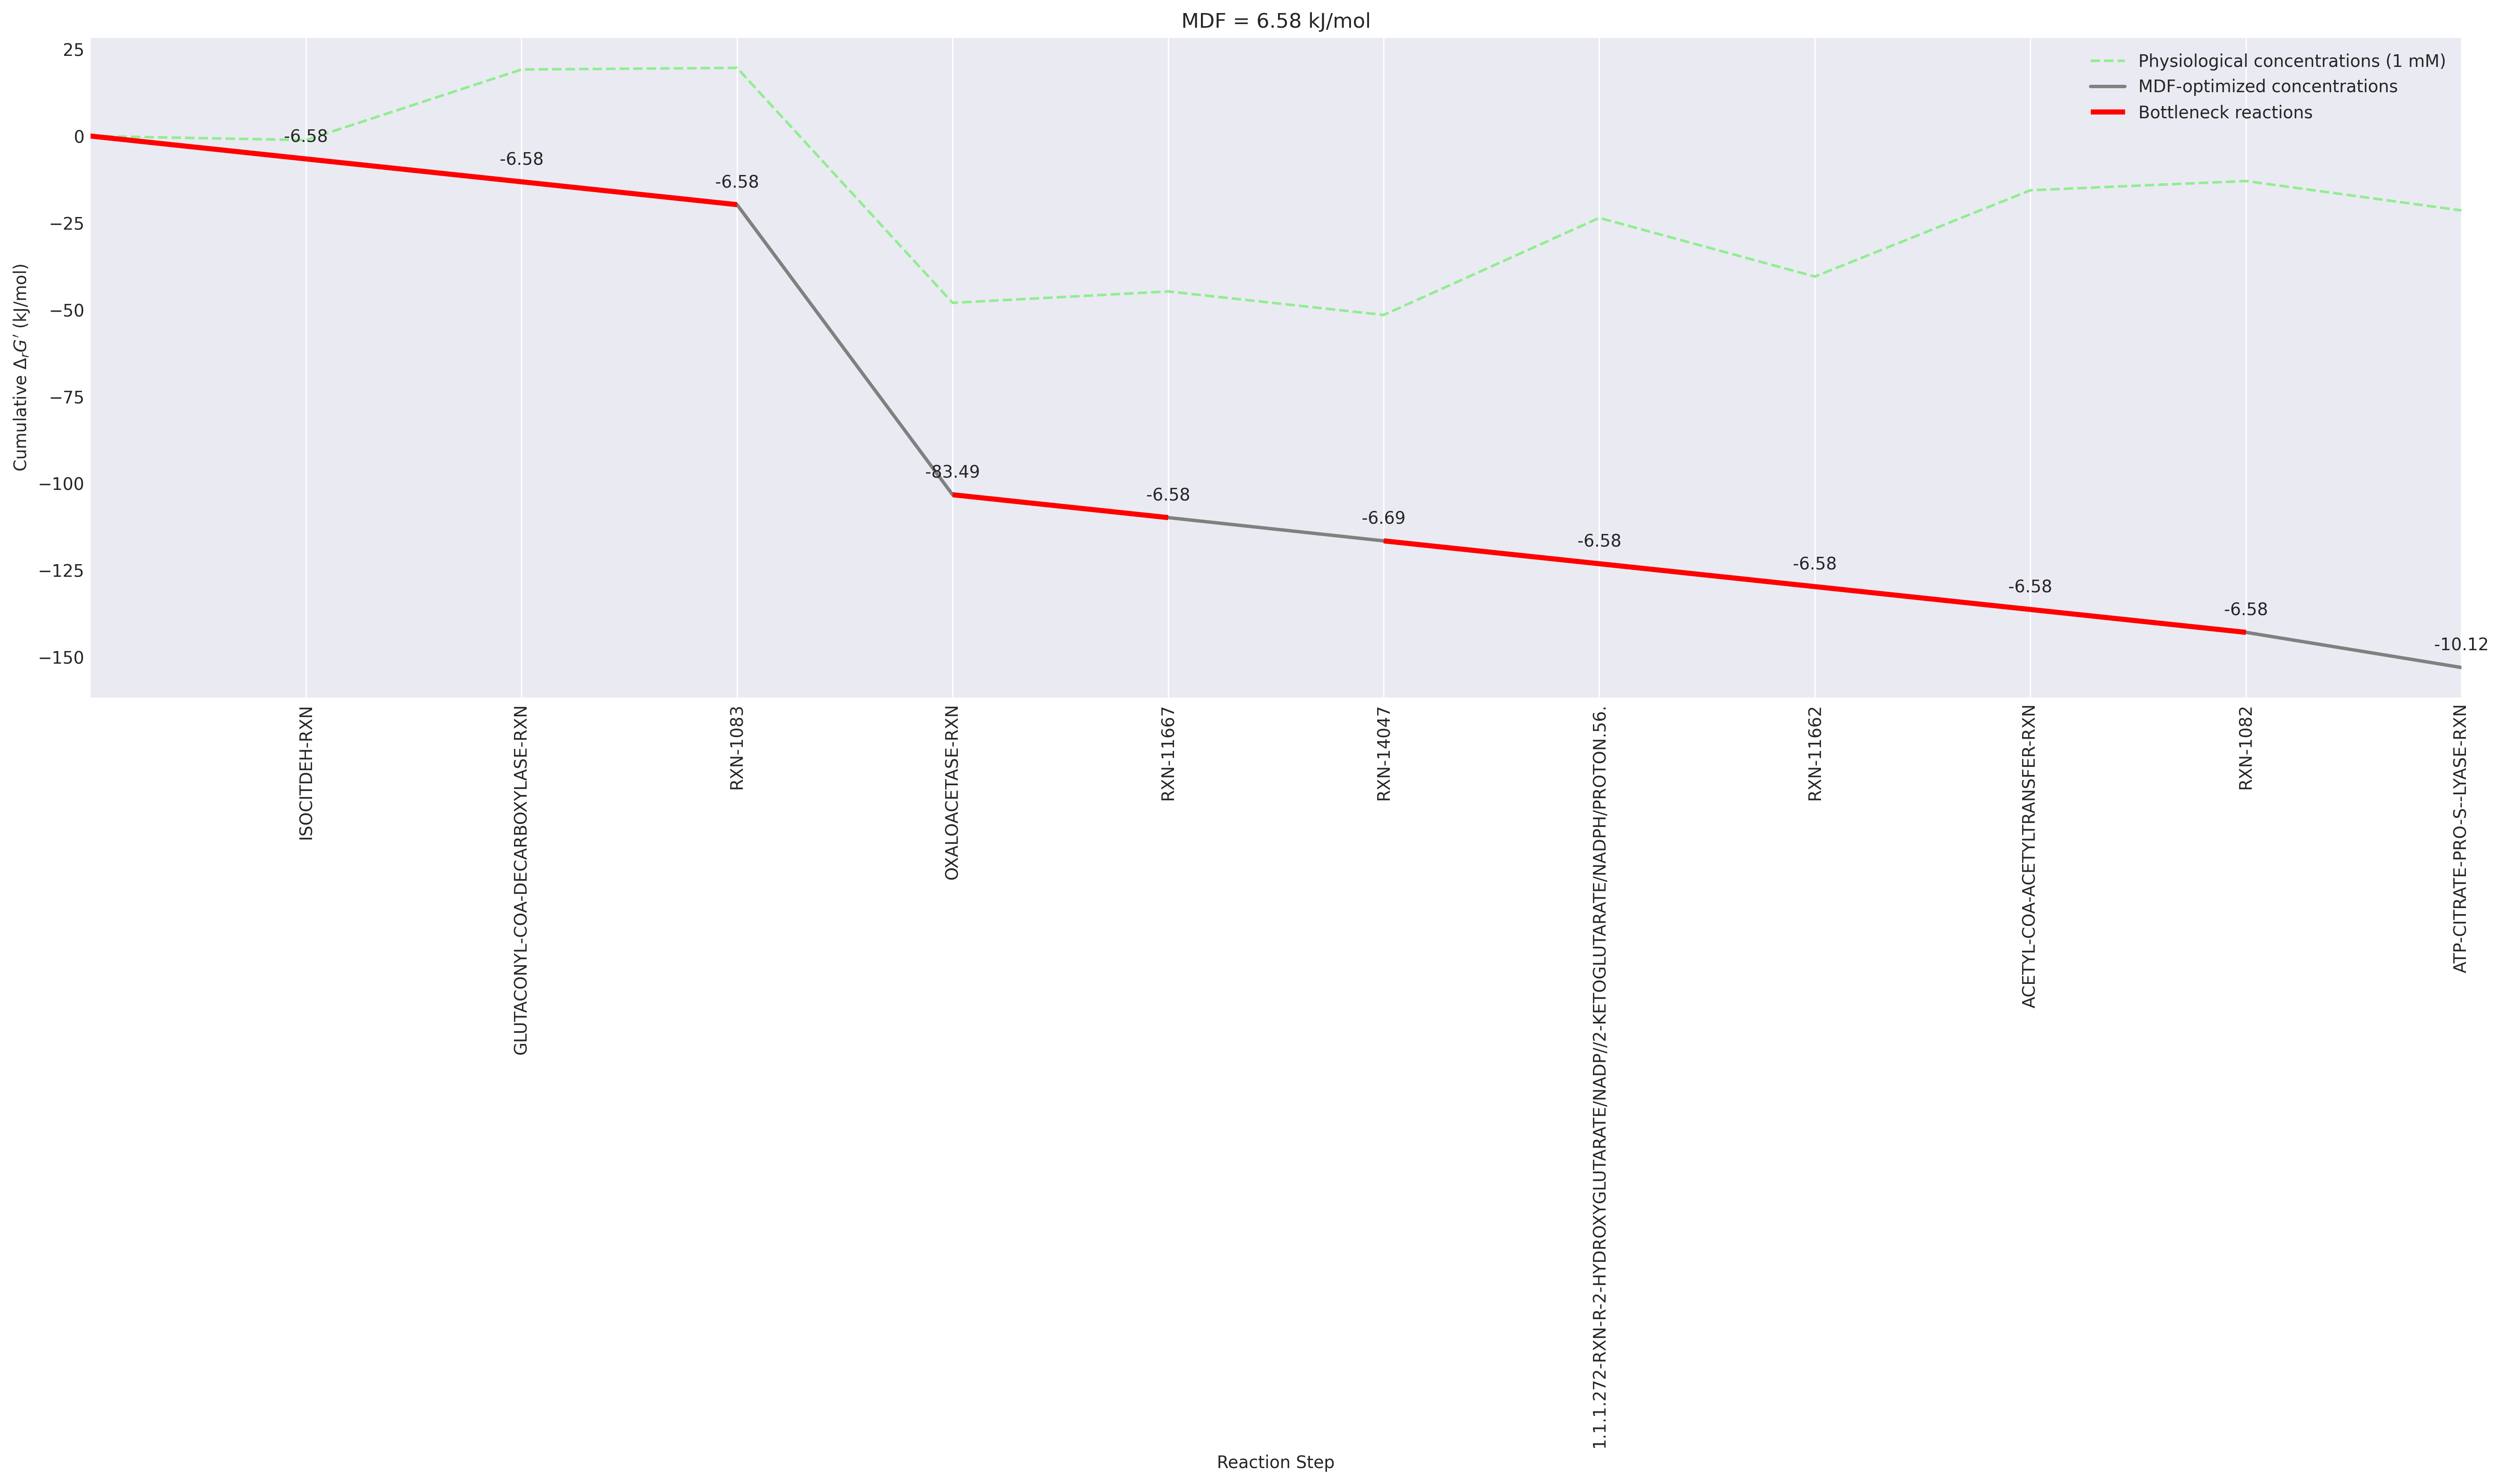 MDF = 6.58 kJ/mol
Physiological concentrations (1 mM)
MDF-optimized concentrations
Bottleneck reactions
Cumulative ΔrG′ (kJ/mol)
25
0
−25
−50
−75
−100
−125
−150
-6.58
-6.58
-6.58
-83.49
-6.58
-6.69
-6.58
-6.58
-6.58
-6.58
-10.12
ISOCITDEH-RXN
GLUTACONYL-COA-DECARBOXYLASE-RXN
RXN-1083
OXALOACETASE-RXN
RXN-11667
RXN-14047
1.1.1.272-RXN-R-2-HYDROXYGLUTARATE/NADP//2-KETOGLUTARATE/NADPH/PROTON.56.
RXN-11662
ACETYL-COA-ACETYLTRANSFER-RXN
RXN-1082
ATP-CITRATE-PRO-S--LYASE-RXN
Reaction Step